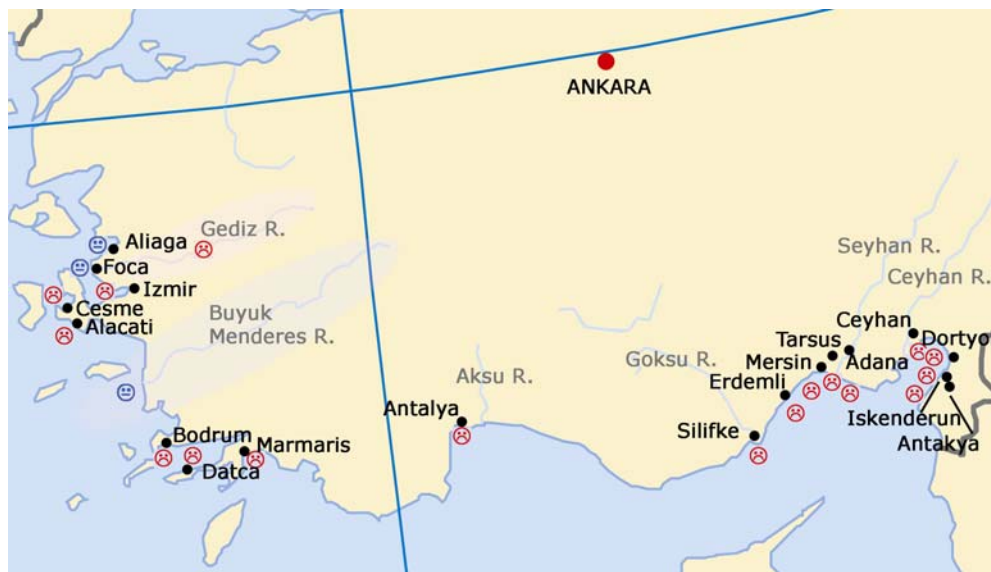 ANKARA
Gediz R.
Aliaga
Foca
Izmir
Cesme
Alacati
Buyuk
Menderes R.
Seyhan R.
Ceyhan R.
Ceyhan
Tarsus
Dortyo
Mersin
Adana
Goksu R.
Aksu R.
Erdemli
Antalya
Silifke
Iskenderun
Antakya
Bodrum
Marmaris
Datca